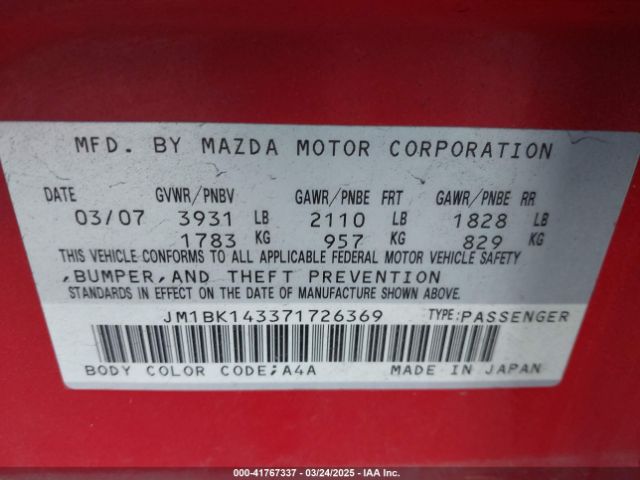 MFD. BY MAZDA MOTOR CORPORATION
DATE GVWR/PNBV GAWR/PNBE FRT GAWR/PNBE RR
03/07 3931 LB 2110 LB 1828 LB
1783 KG 957 KG 829 KG
THIS VEHICLE CONFORMS TO ALL APPLICABLE FEDERAL MOTOR VEHICLE SAFETY
,BUMPER,AND THEFT PREVENTION
STANDARDS IN EFFECT ON THE DATE OF MANUFACTURE SHOWN ABOVE.
JM1BK143371726369 TYPE:PASSENGER
BODY COLOR CODE;A4A MADE IN JAPAN
000-41767337 - 03/24/2025 - IAA Inc.